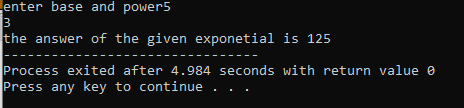 enter base and power5
3
the answer of the given exponetial is 125
--------------------------------
Process exited after 4.984 seconds with return value 0
Press any key to continue . . .